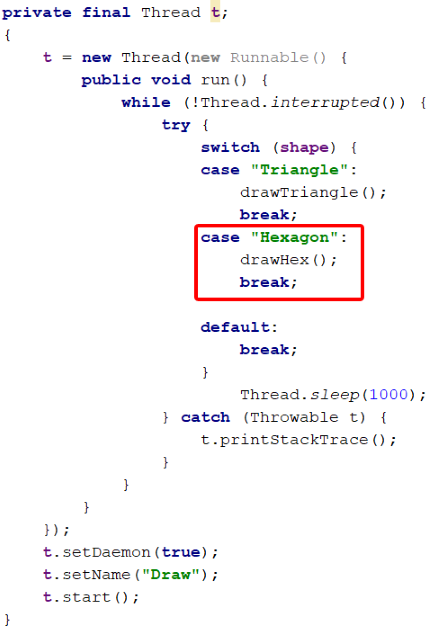 private final Thread t;
{
    t = new Thread(new Runnable() {
        public void run() {
            while (!Thread.interrupted()) {
                try {
                    switch (shape) {
                    case "Triangle":
                        drawTriangle();
                        break;
                    case "Hexagon":
                        drawHex();
                        break;

                    default:
                        break;
                    }
                        Thread.sleep(1000);
                } catch (Throwable t) {
                    t.printStackTrace();
                }
            }
        }
    });
    t.setDaemon(true);
    t.setName("Draw");
    t.start();
}